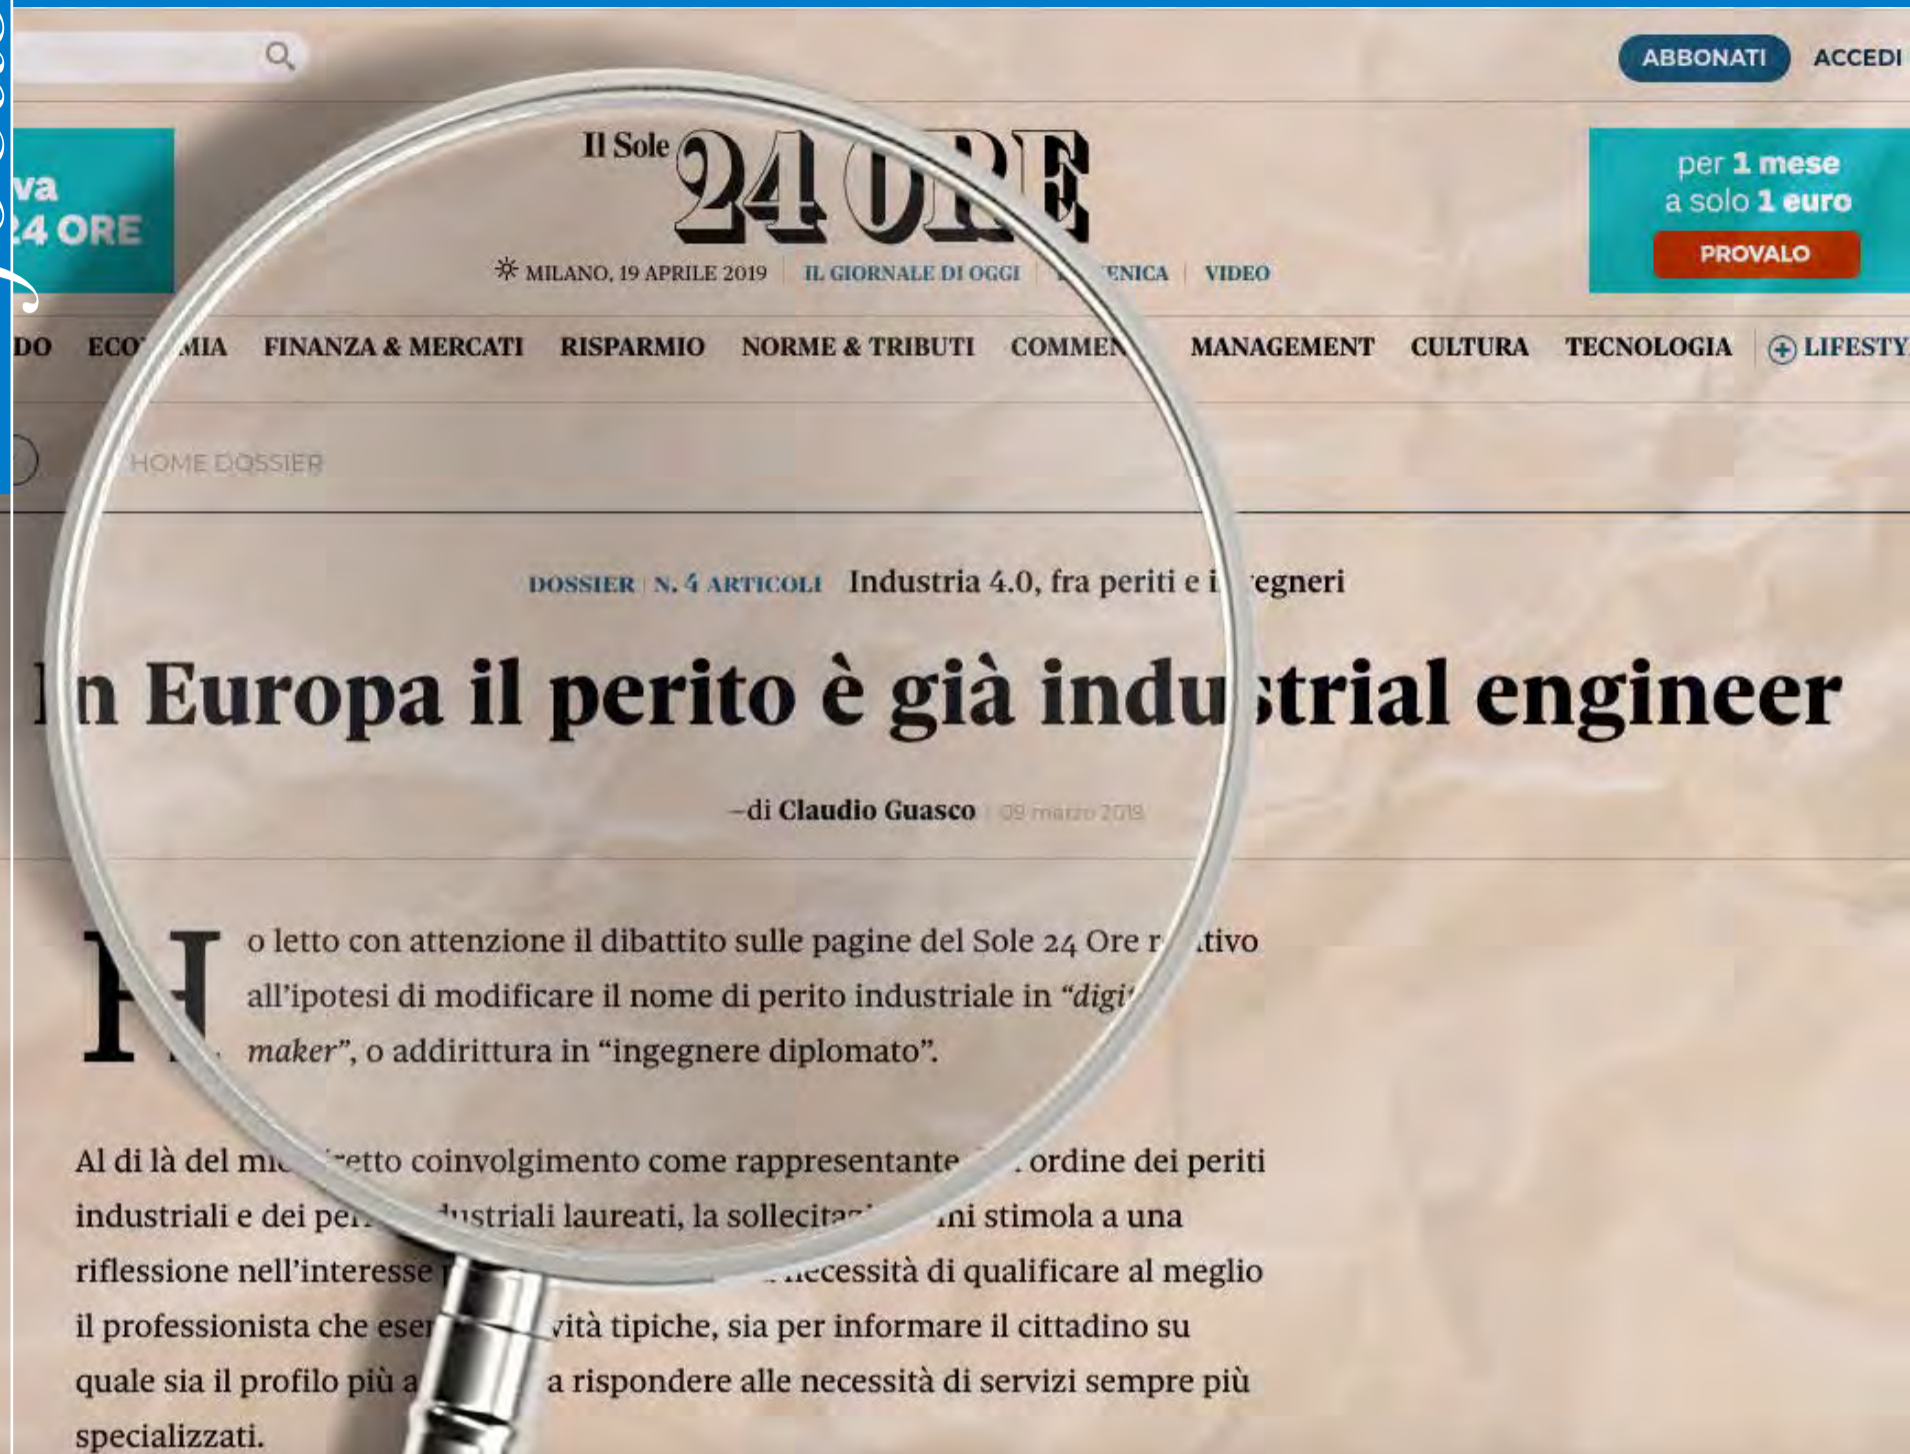 ABBONATI ACCEDI
va
24 ORE
Il Sole
24 ORE
per 1 mese
a solo 1 euro
PROVALO
MILANO, 19 APRILE 2019 IL GIORNALE DI OGGI VIDEO
FINANZA & MERCATI RISPARMIO NORME & TRIBUTI MANAGEMENT CULTURA TECNOLOGIA
HOME DOSSIER
DOSSIER N. 4 ARTICOLI Industria 4.0, fra periti e ingegneri
In Europa il perito è già industrial engineer
–di Claudio Guasco 09 marzo 2019
Ho letto con attenzione il dibattito sulle pagine del Sole 24 Ore
all'ipotesi di modificare il nome di perito industriale in
maker", o addirittura in "ingegnere diplomato".
Al di là del coinvolgimento come rappresentante ordine dei periti
industriali e dei laureati, la mi stimola a una
riflessione nell'interesse necessità di qualificare al meglio
il professionista che tipiche, sia per informare il cittadino su
quale sia il profilo più a rispondere alle necessità di servizi sempre più
specializzati.